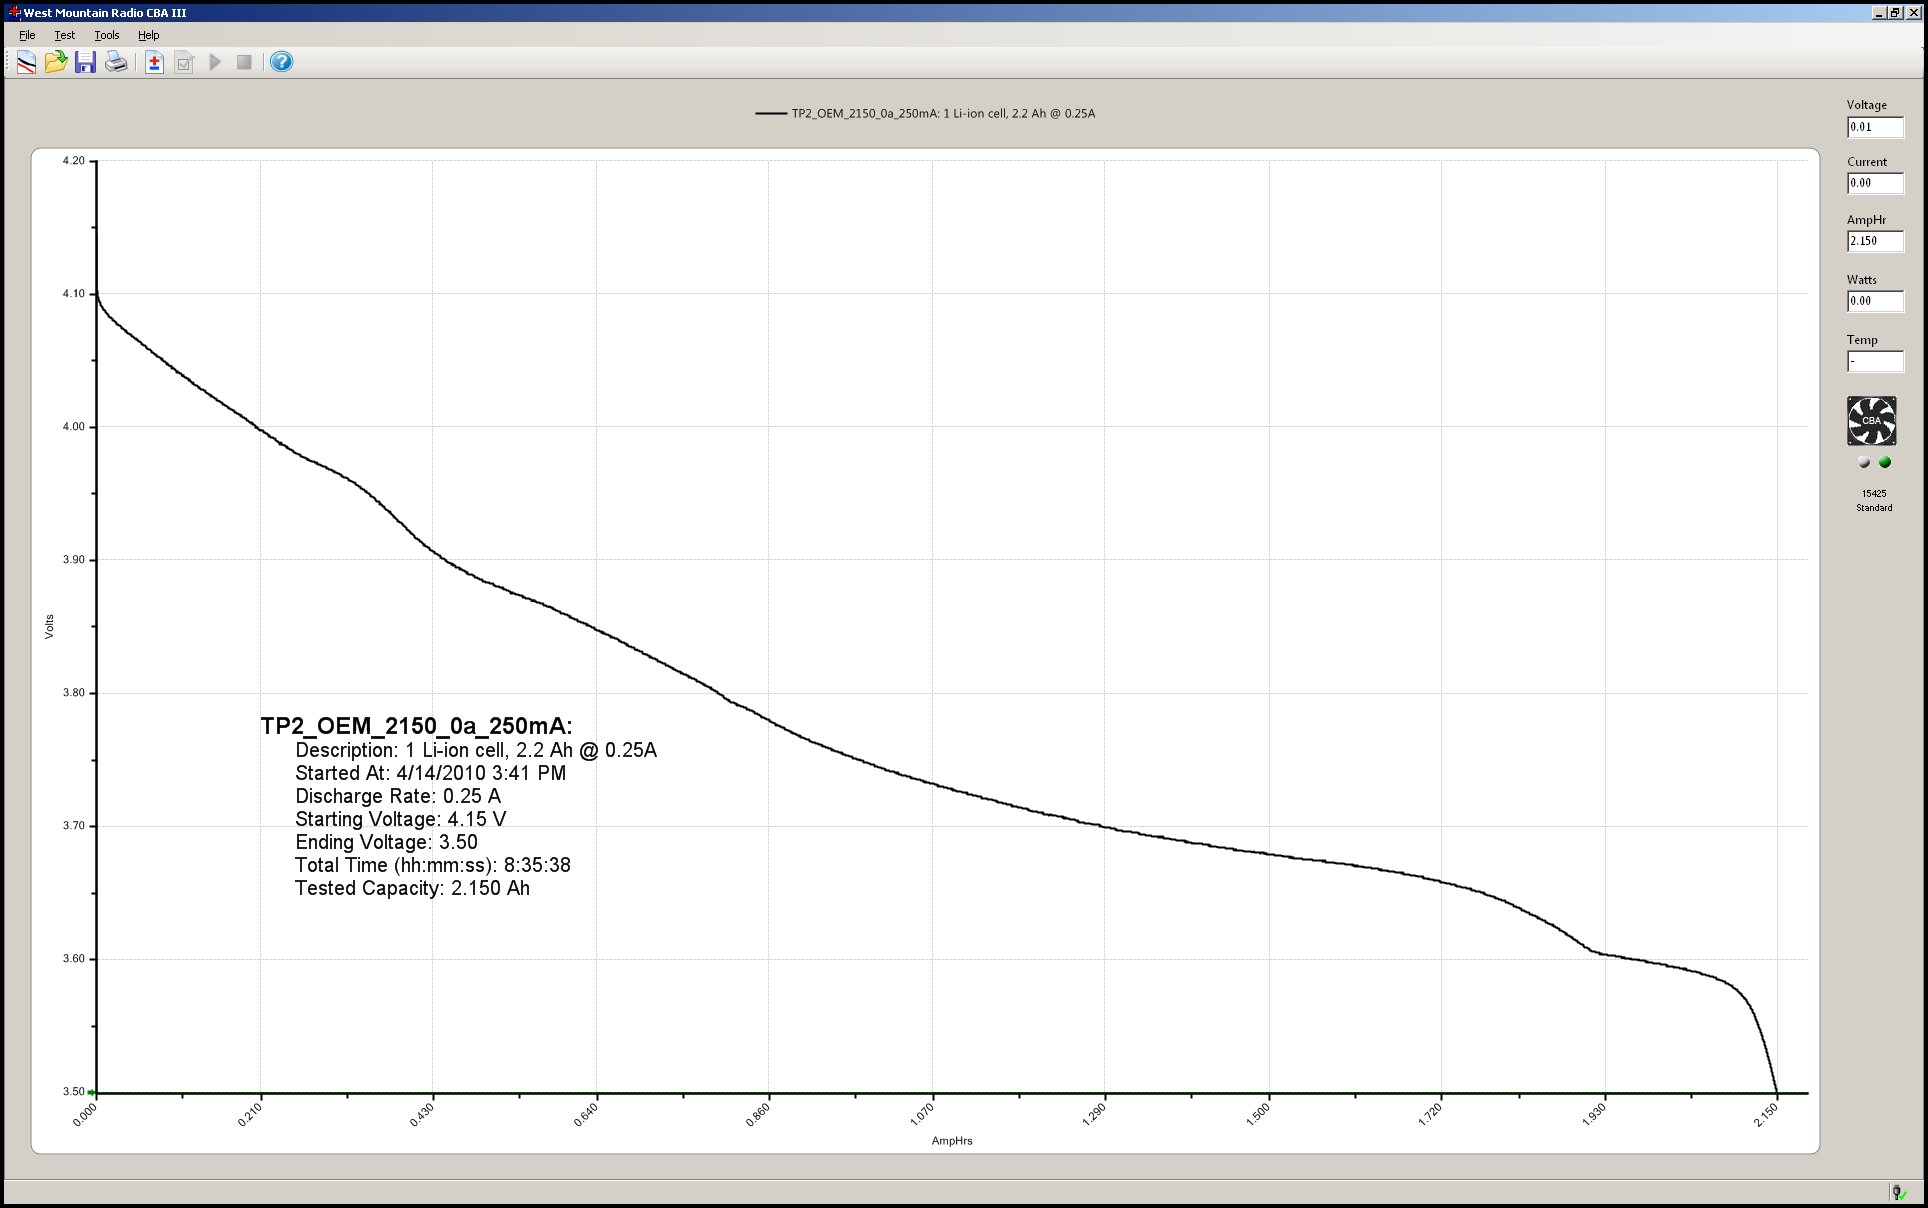 West Mountain Radio CBA III
File Test Tools Help
TP2_OEM_2150_0a_250mA: 1 Li-ion cell, 2.2 Ah @ 0.25A
Voltage
0.01
Current
0.00
AmpHr
2.150
Watts
0.00
Temp
-
CBA
15425
Standard
4.20
4.10
4.00
3.90
3.80
3.70
3.60
3.50
Volts
TP2_OEM_2150_0a_250mA:
Description: 1 Li-ion cell, 2.2 Ah @ 0.25A
Started At: 4/14/2010 3:41 PM
Discharge Rate: 0.25 A
Starting Voltage: 4.15 V
Ending Voltage: 3.50
Total Time (hh:mm:ss): 8:35:38
Tested Capacity: 2.150 Ah
0.000 0.210 0.430 0.640 0.860 1.070 1.290 1.500 1.720 1.930 2.150
AmpHrs